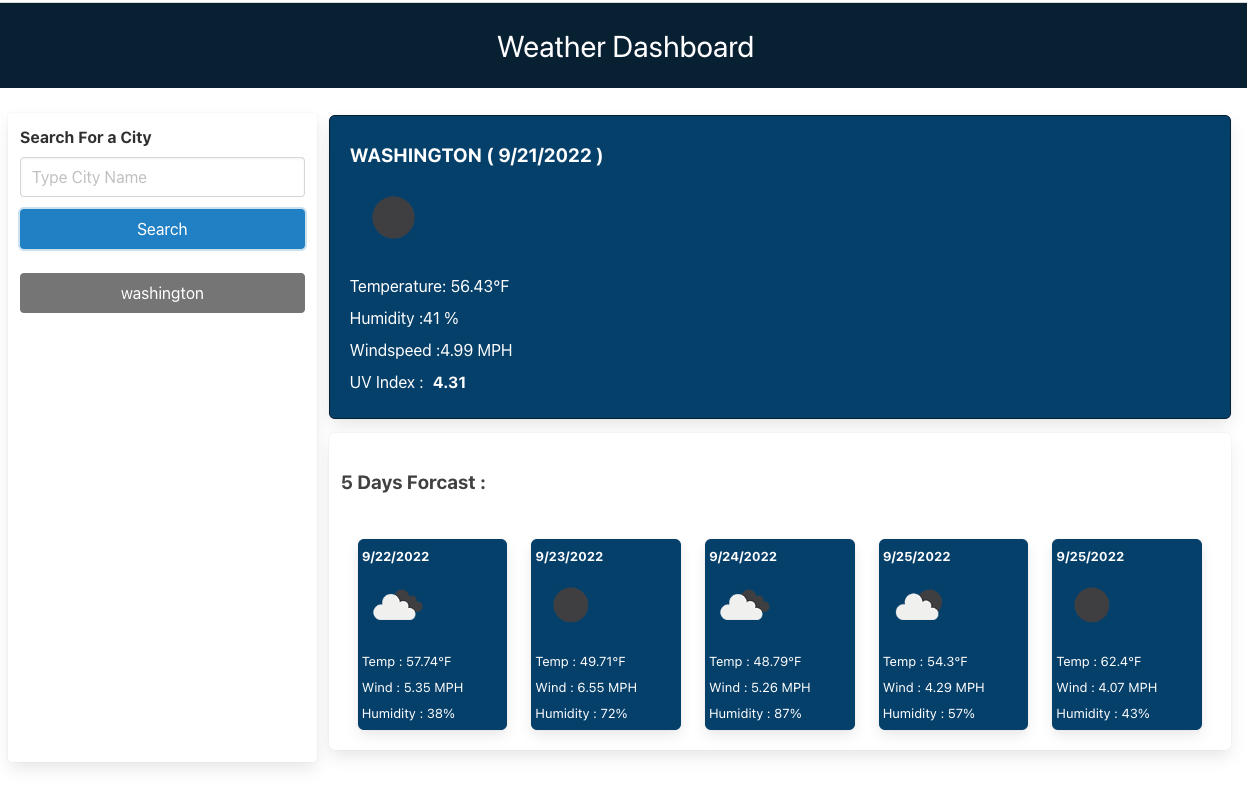 Weather Dashboard
Search For a City
Type City Name
Search
washington
WASHINGTON ( 9/21/2022 )
Temperature: 56.43°F
Humidity :41 %
Windspeed :4.99 MPH
UV Index : 4.31
5 Days Forcast :
9/22/2022
Temp : 57.74°F
Wind : 5.35 MPH
Humidity : 38%
9/23/2022
Temp : 49.71°F
Wind : 6.55 MPH
Humidity : 72%
9/24/2022
Temp : 48.79°F
Wind : 5.26 MPH
Humidity : 87%
9/25/2022
Temp : 54.3°F
Wind : 4.29 MPH
Humidity : 57%
9/25/2022
Temp : 62.4°F
Wind : 4.07 MPH
Humidity : 43%